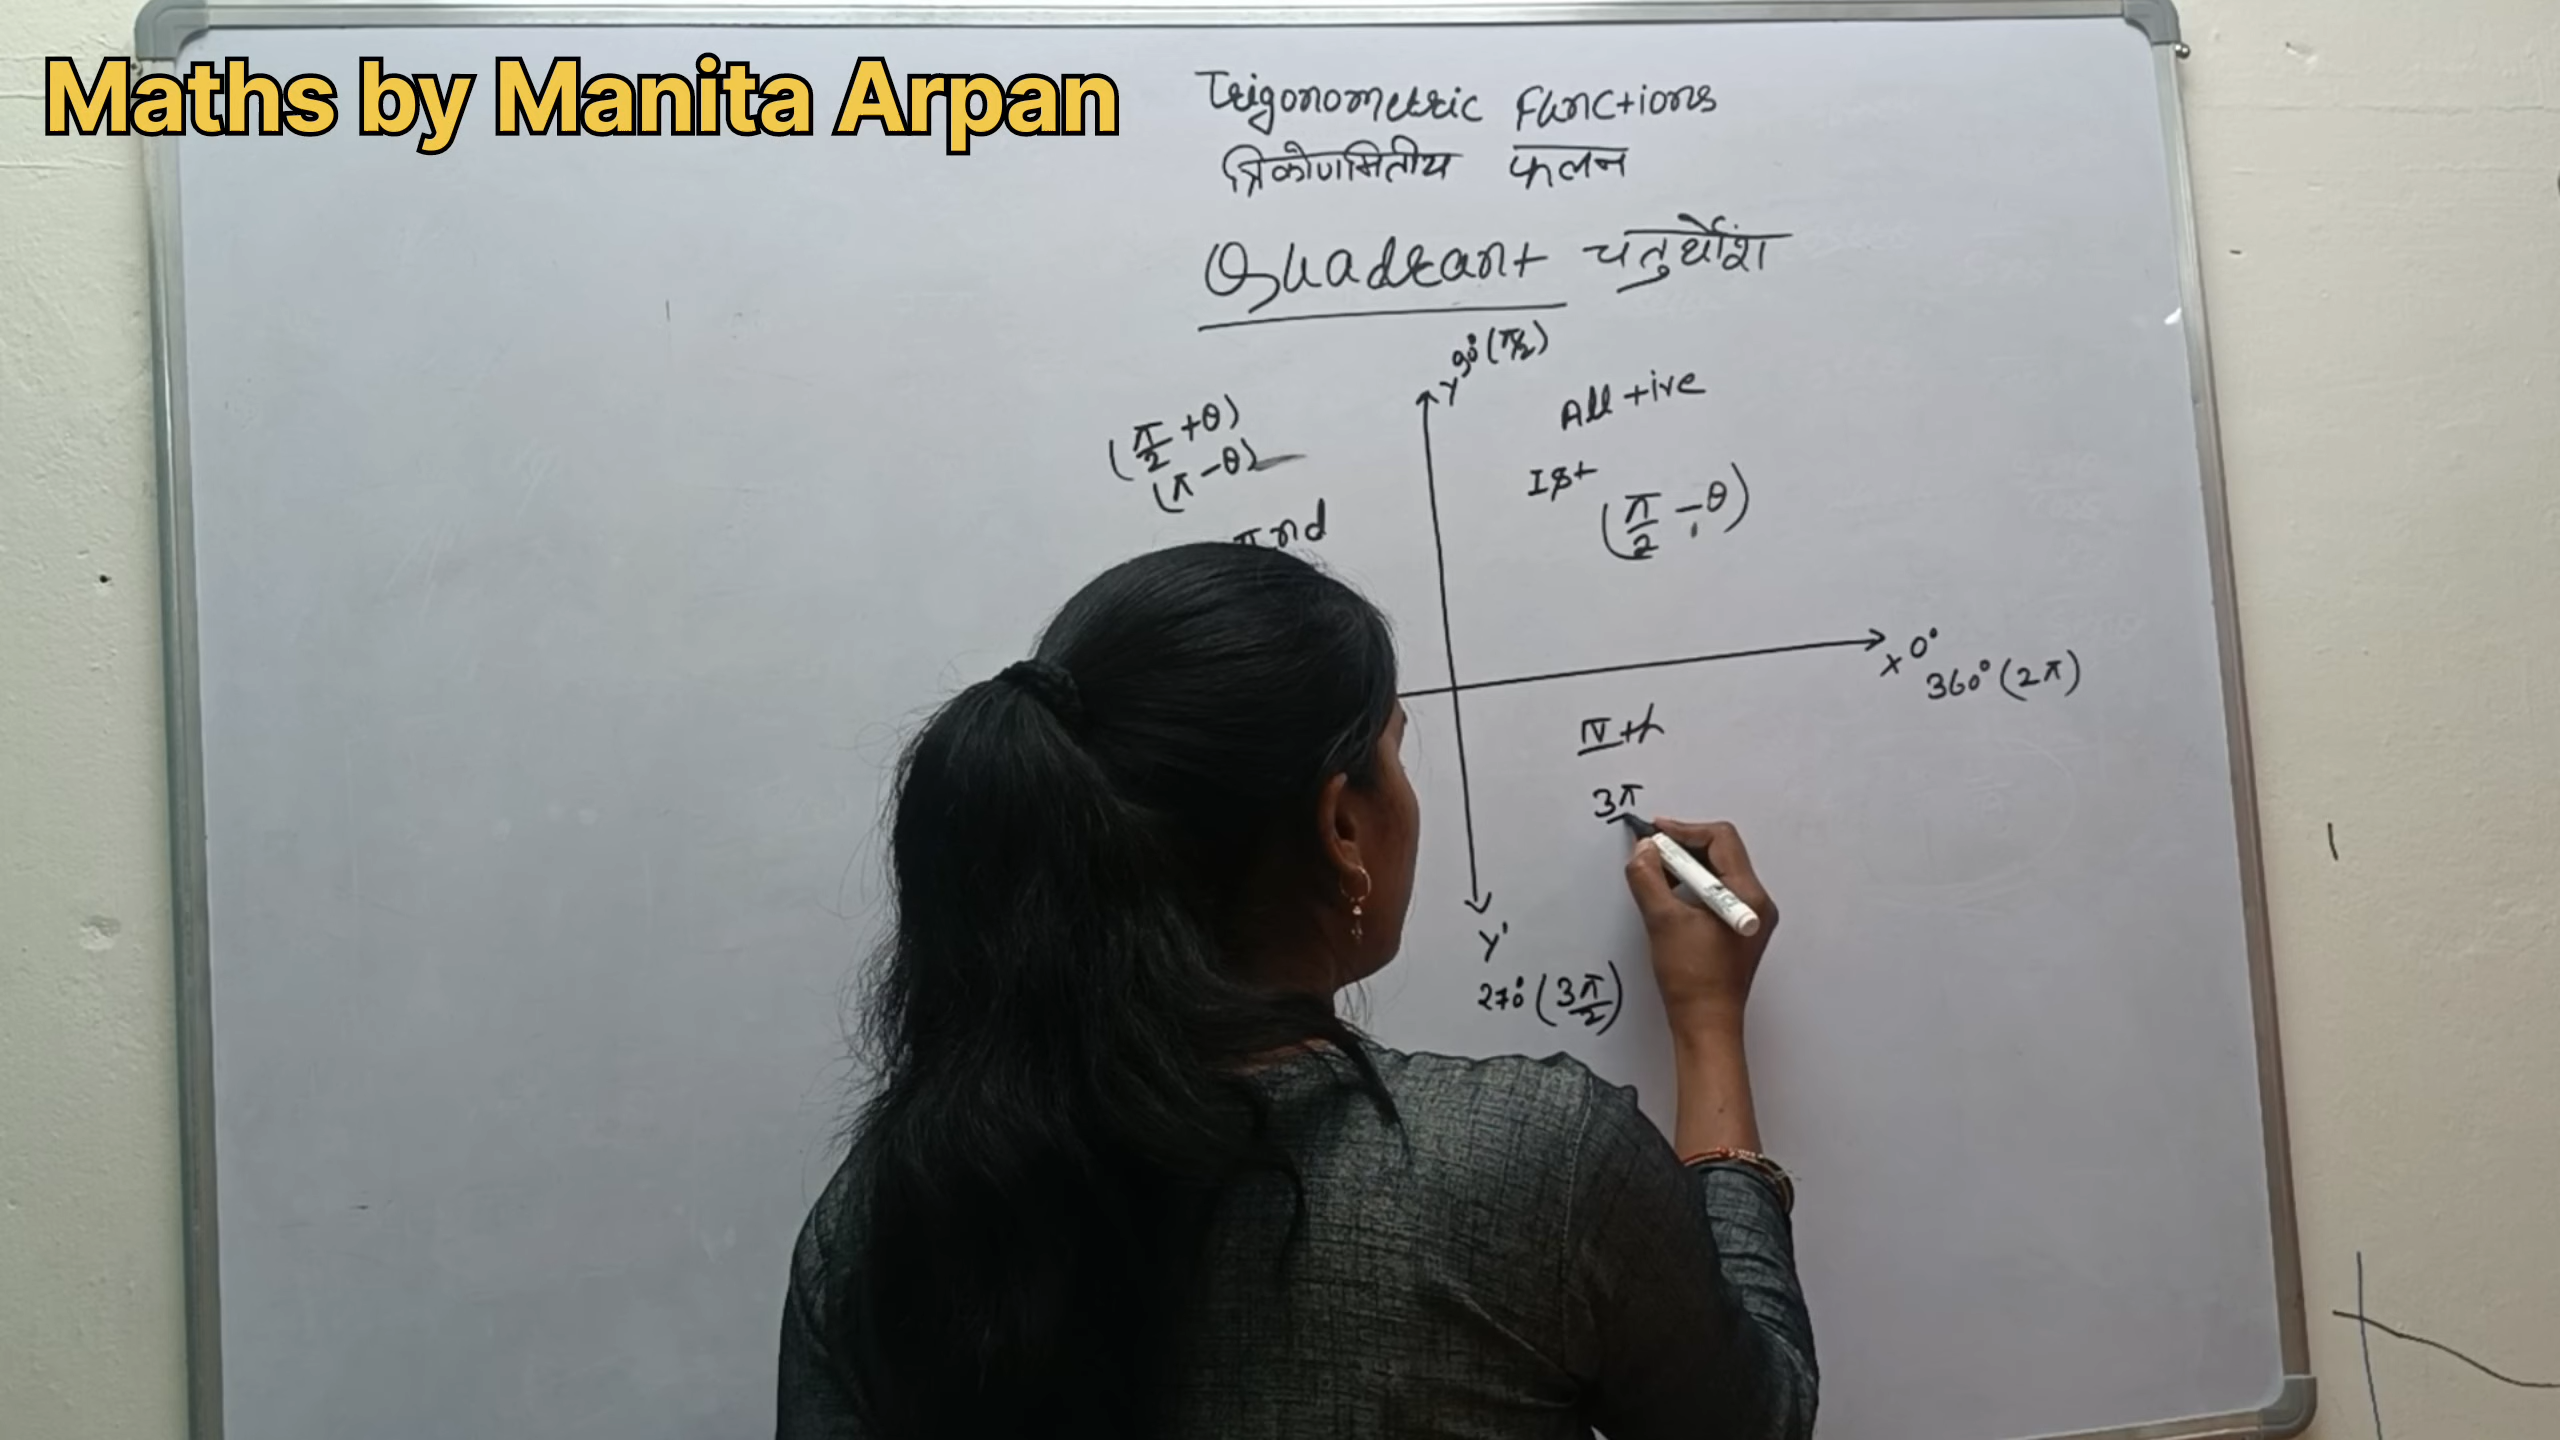 Maths by Manita Arpan
Trigonometric Functions
त्रिकोणमितीय फलन
Quadrant चतुर्थांश
90° (π/2)
Y
All +ive
(π/2 + θ)
(π - θ)
Ist
(π/2 - θ)
IInd
X 0°
360° (2π)
IVth
3π
Y'
270° (3π/2)